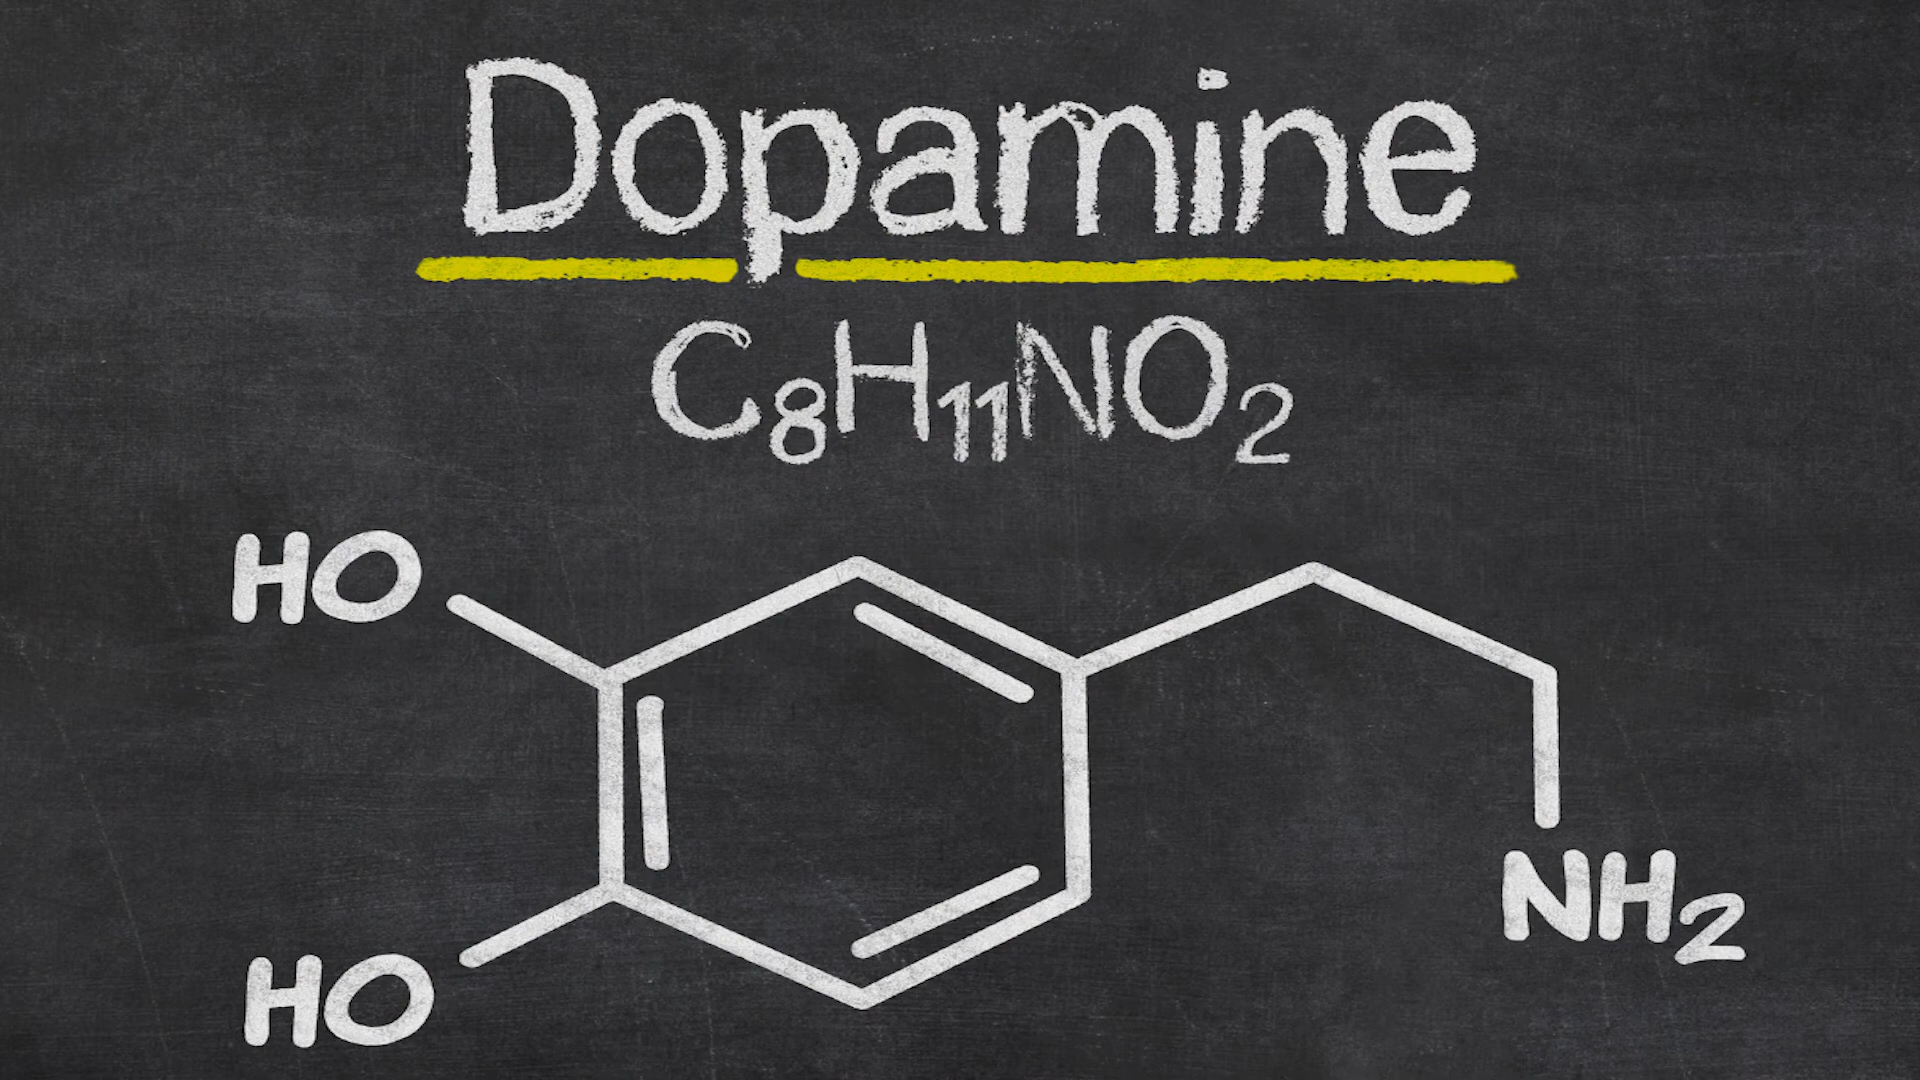 Dopamine
C₈H₁₁NO₂
HO
HO
NH₂